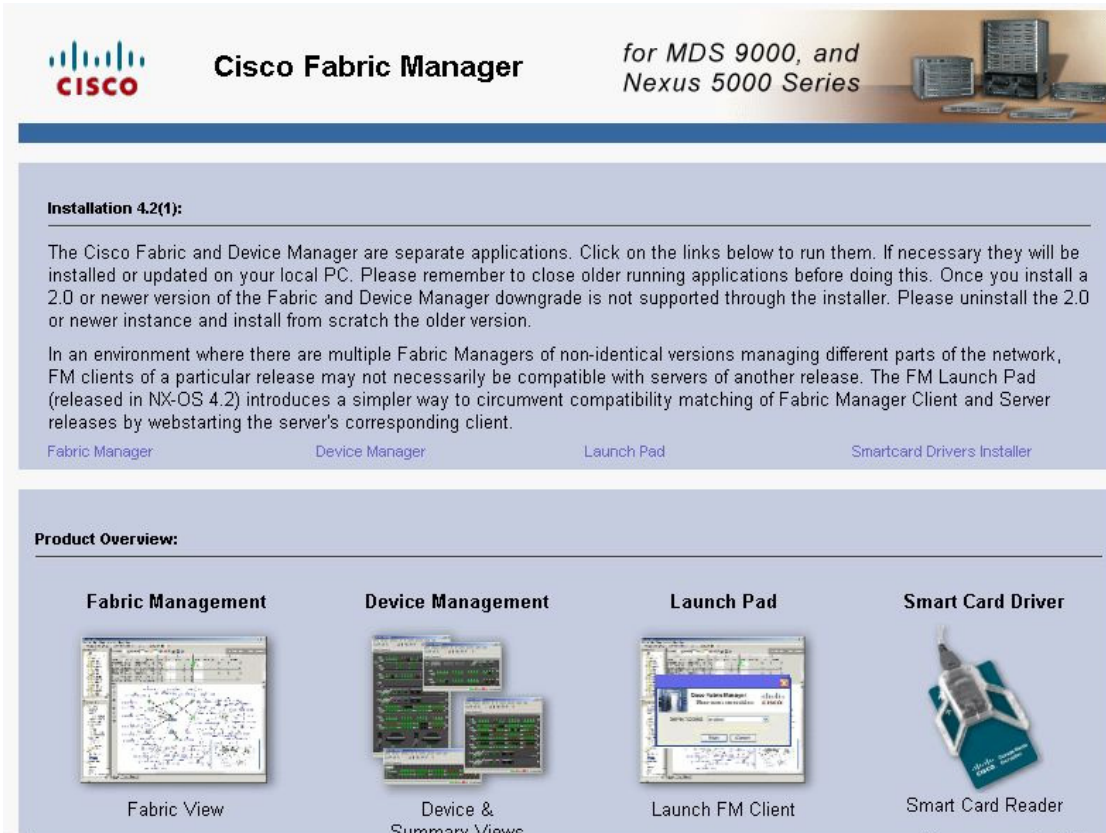 CISCO
Cisco Fabric Manager
for MDS 9000, and
Nexus 5000 Series
Installation 4.2(1):
The Cisco Fabric and Device Manager are separate applications. Click on the links below to run them. If necessary they will be
installed or updated on your local PC. Please remember to close older running applications before doing this. Once you install a
2.0 or newer version of the Fabric and Device Manager downgrade is not supported through the installer. Please uninstall the 2.0
or newer instance and install from scratch the older version.
In an environment where there are multiple Fabric Managers of non-identical versions managing different parts of the network,
FM clients of a particular release may not necessarily be compatible with servers of another release. The FM Launch Pad
(released in NX-OS 4.2) introduces a simpler way to circumvent compatibility matching of Fabric Manager Client and Server
releases by webstarting the server's corresponding client.
Fabric Manager Device Manager Launch Pad Smartcard Drivers Installer
Product Overview:
Fabric Management Device Management Launch Pad Smart Card Driver
Cisco Fabric Manager
CISCO
CISCO
Fabric View Device & Launch FM Client Smart Card Reader
Summary Views